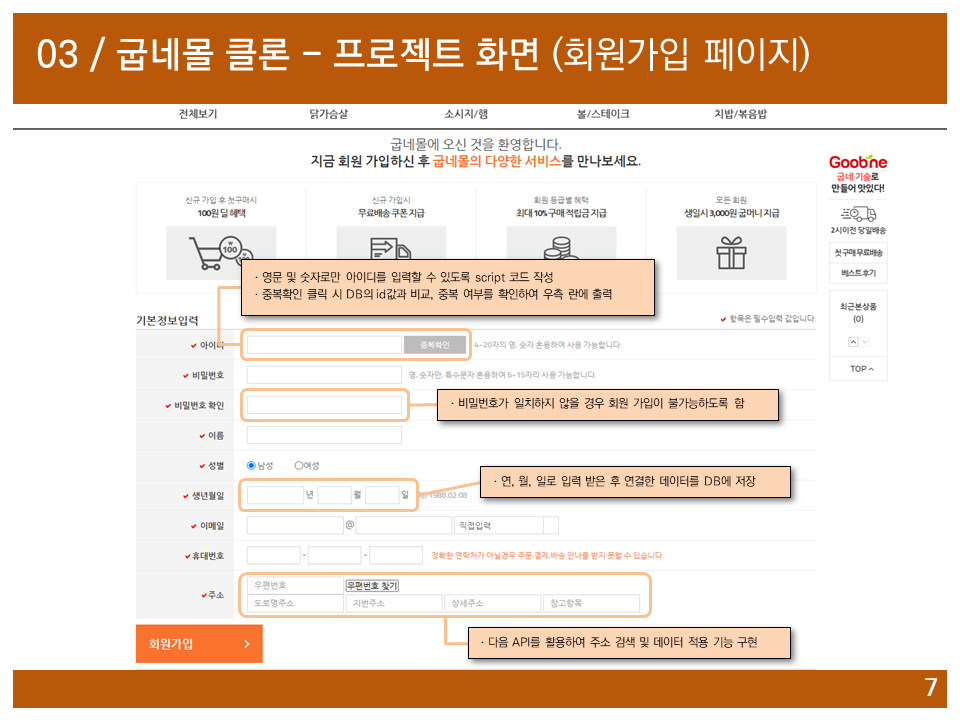 03 / 굽네몰 클론 - 프로젝트 화면 (회원가입 페이지)
전체보기 닭가슴살 소시지/햄 볼/스테이크 치밥/볶음밥
굽네몰에 오신 것을 환영합니다.
지금 회원 가입하신 후 굽네몰의 다양한 서비스를 만나보세요.
신규 가입 후 첫구매시
100원 딜 혜택
신규 가입시
무료배송 쿠폰 지급
회원 등급별 혜택
최대 10% 구매 적립금 지급
모든 회원
생일시 3,000원 굽머니 지급
100
· 영문 및 숫자로만 아이디를 입력할 수 있도록 script 코드 작성
· 중복확인 클릭 시 DB의 id값과 비교, 중복 여부를 확인하여 우측 란에 출력
기본정보입력
항목은 필수입력 값입니다.
아이디 중복확인 4~20자의 영, 숫자 혼용하여 사용 가능합니다.
비밀번호 영, 숫자만, 특수문자 혼용하여 6~15자리 사용 가능합니다.
비밀번호 확인
· 비밀번호가 일치하지 않을 경우 회원 가입이 불가능하도록 함
이름
성별 남성 여성
생년월일 년 월 일 1988.02.08
· 연, 월, 일로 입력 받은 후 연결한 데이터를 DB에 저장
이메일 @ 직접입력
휴대번호 - - 정확한 연락처가 아닐경우 주문,결제,배송 안내를 받지 못할 수 있습니다.
주소 우편번호 우편번호 찾기
도로명주소 지번주소 상세주소 참고항목
· 다음 API를 활용하여 주소 검색 및 데이터 적용 기능 구현
회원가입 >
Goobne
굽네 기술로
만들어 맛있다!
2시이전 당일배송
첫구매 무료배송
베스트 후기
최근본상품
(0)
TOP
7